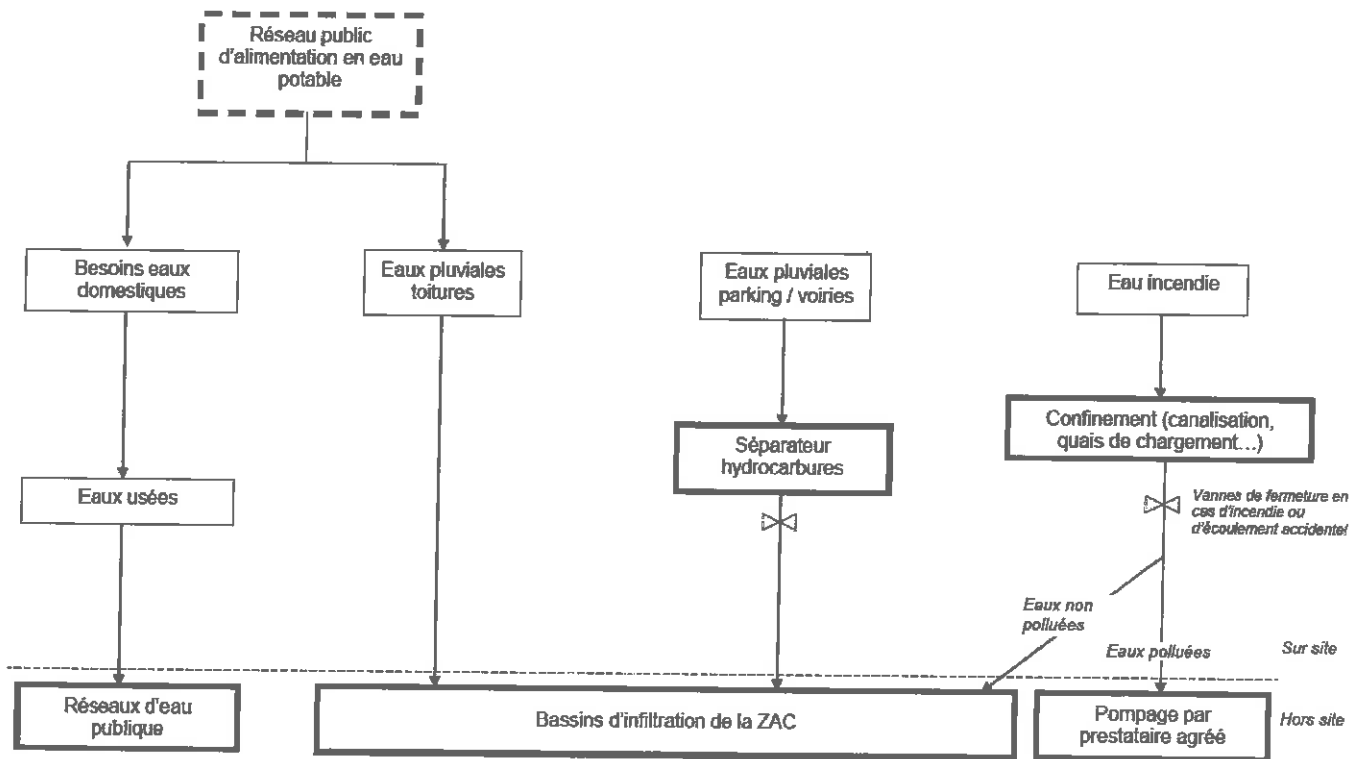 Réseau public
d'alimentation en eau
potable
Besoins eaux
domestiques
Eaux pluviales
toitures
Eaux pluviales
parking / voiries
Eau incendie
Confinement (canalisation,
quais de chargement...)
Séparateur
hydrocarbures
Eaux usées
Vannes de fermeture en
cas d'incendie ou
d'écoulement accidentel
Eaux non
polluées
Eaux polluées
Sur site
Réseaux d'eau
publique
Bassins d'infiltration de la ZAC
Pompage par
prestataire agréé
Hors site